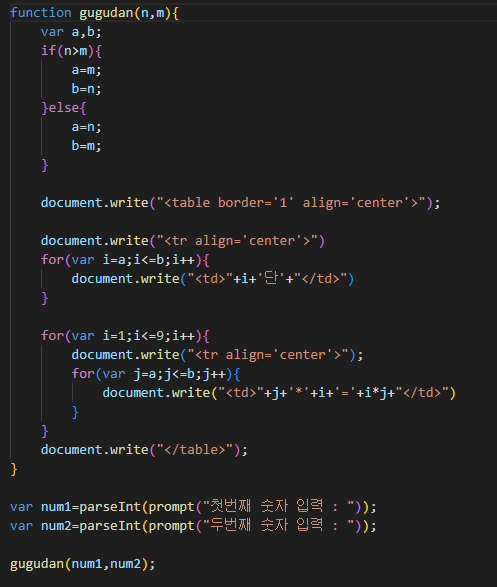 function gugudan(n,m){
    var a,b;
    if(n>m){
        a=m;
        b=n;
    }else{
        a=n;
        b=m;
    }

    document.write("<table border='1' align='center'>");

    document.write("<tr align='center'>")
    for(var i=a;i<=b;i++){
        document.write("<td>"+i+'단'+"</td>")
    }

    for(var i=1;i<=9;i++){
        document.write("<tr align='center'>");
        for(var j=a;j<=b;j++){
            document.write("<td>"+j+'*'+i+'='+i*j+"</td>")
        }
    }
    document.write("</table>");
}

var num1=parseInt(prompt("첫번째 숫자 입력 : "));
var num2=parseInt(prompt("두번째 숫자 입력 : "));

gugudan(num1,num2);